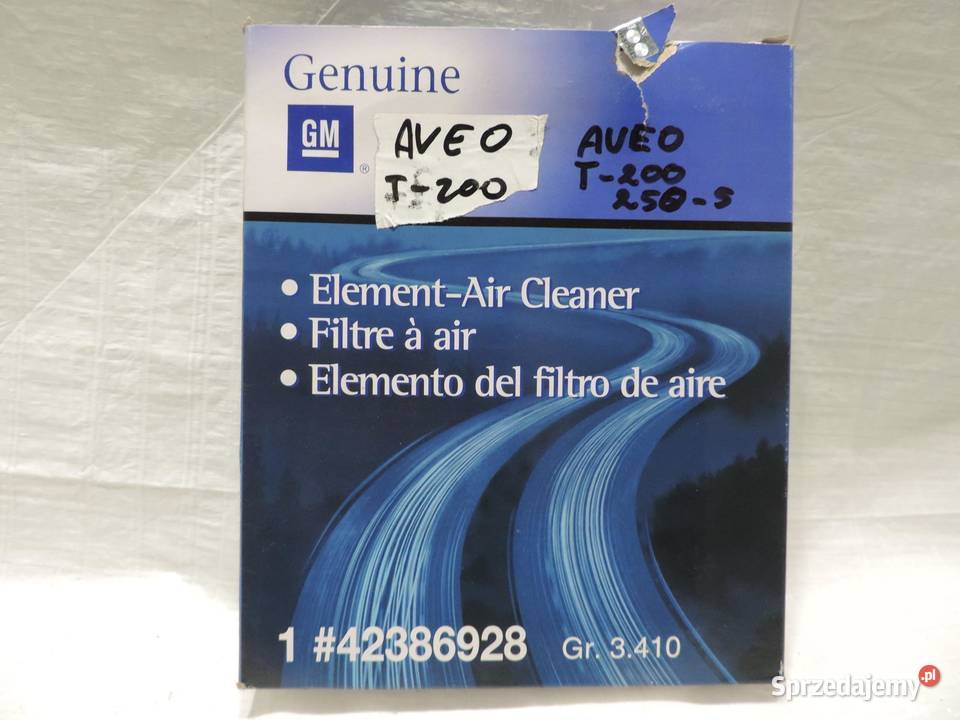 Genuine
GM
®
AVEO
T-200
AVEO
T-200
250-S
• Element-Air Cleaner
• Filtre à air
• Elemento del filtro de aire
1 #42386928 Gr. 3.410
Sprzedajemy.pl